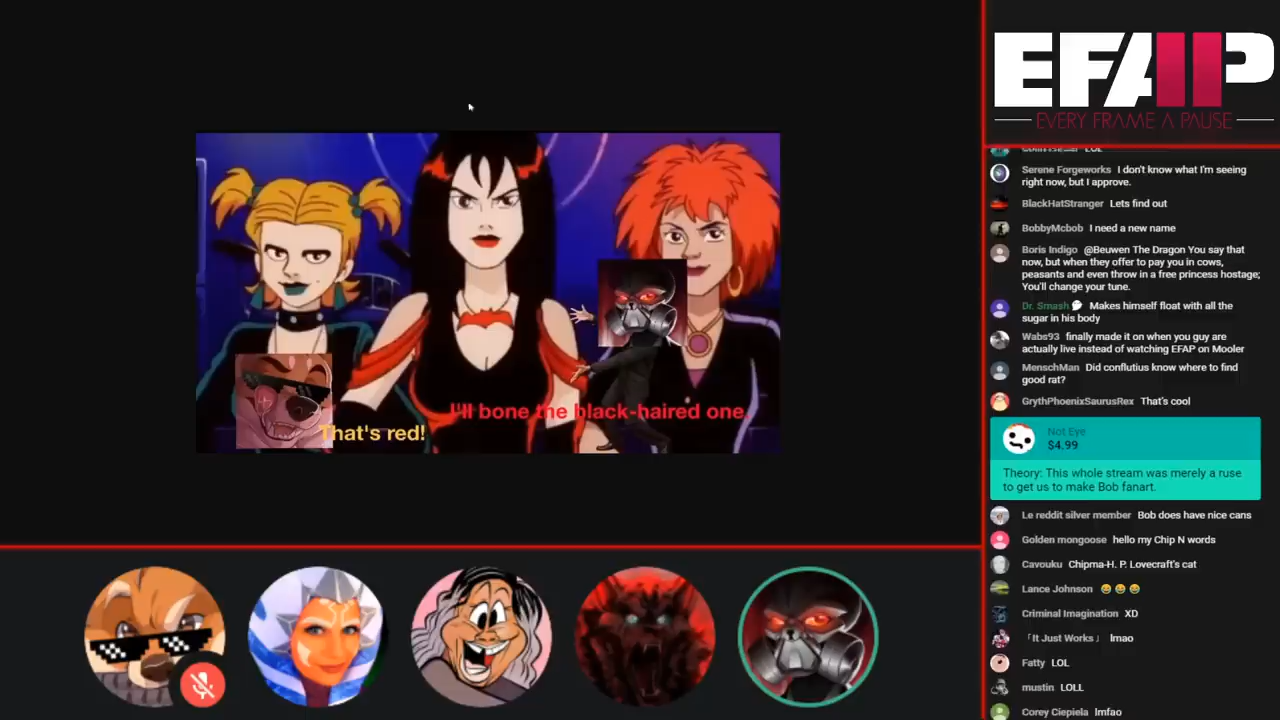 EFAP
EVERY FRAME A PAUSE
LOL
Serene Forgeworks I don't know what I'm seeing
right now, but I approve.
BlackHatStranger Lets find out
BobbyMcbob I need a new name
Boris Indigo @Beuwen The Dragon You say that
now, but when they offer to pay you in cows,
peasants and even throw in a free princess hostage;
You'll change your tune.
Dr. Smash Makes himself float with all the
sugar in his body
Wabs93 finally made it on when you guy are
actually live instead of watching EFAP on Mooler
MenschMan Did conflutius know where to find
good rat?
GrythPhoenixSaurusRex That's cool
Not Eye
$4.99
Theory: This whole stream was merely a ruse
to get us to make Bob fanart.
Le reddit silver member Bob does have nice cans
Golden mongoose hello my Chip N words
Cavouku Chipma-H. P. Lovecraft's cat
Lance Johnson 😂😂😂
Criminal Imagination XD
「It Just Works」 lmao
Fatty LOL
mustin LOLL
Corey Ciepiela lmfao
I'll bone the black-haired one.
That's red!